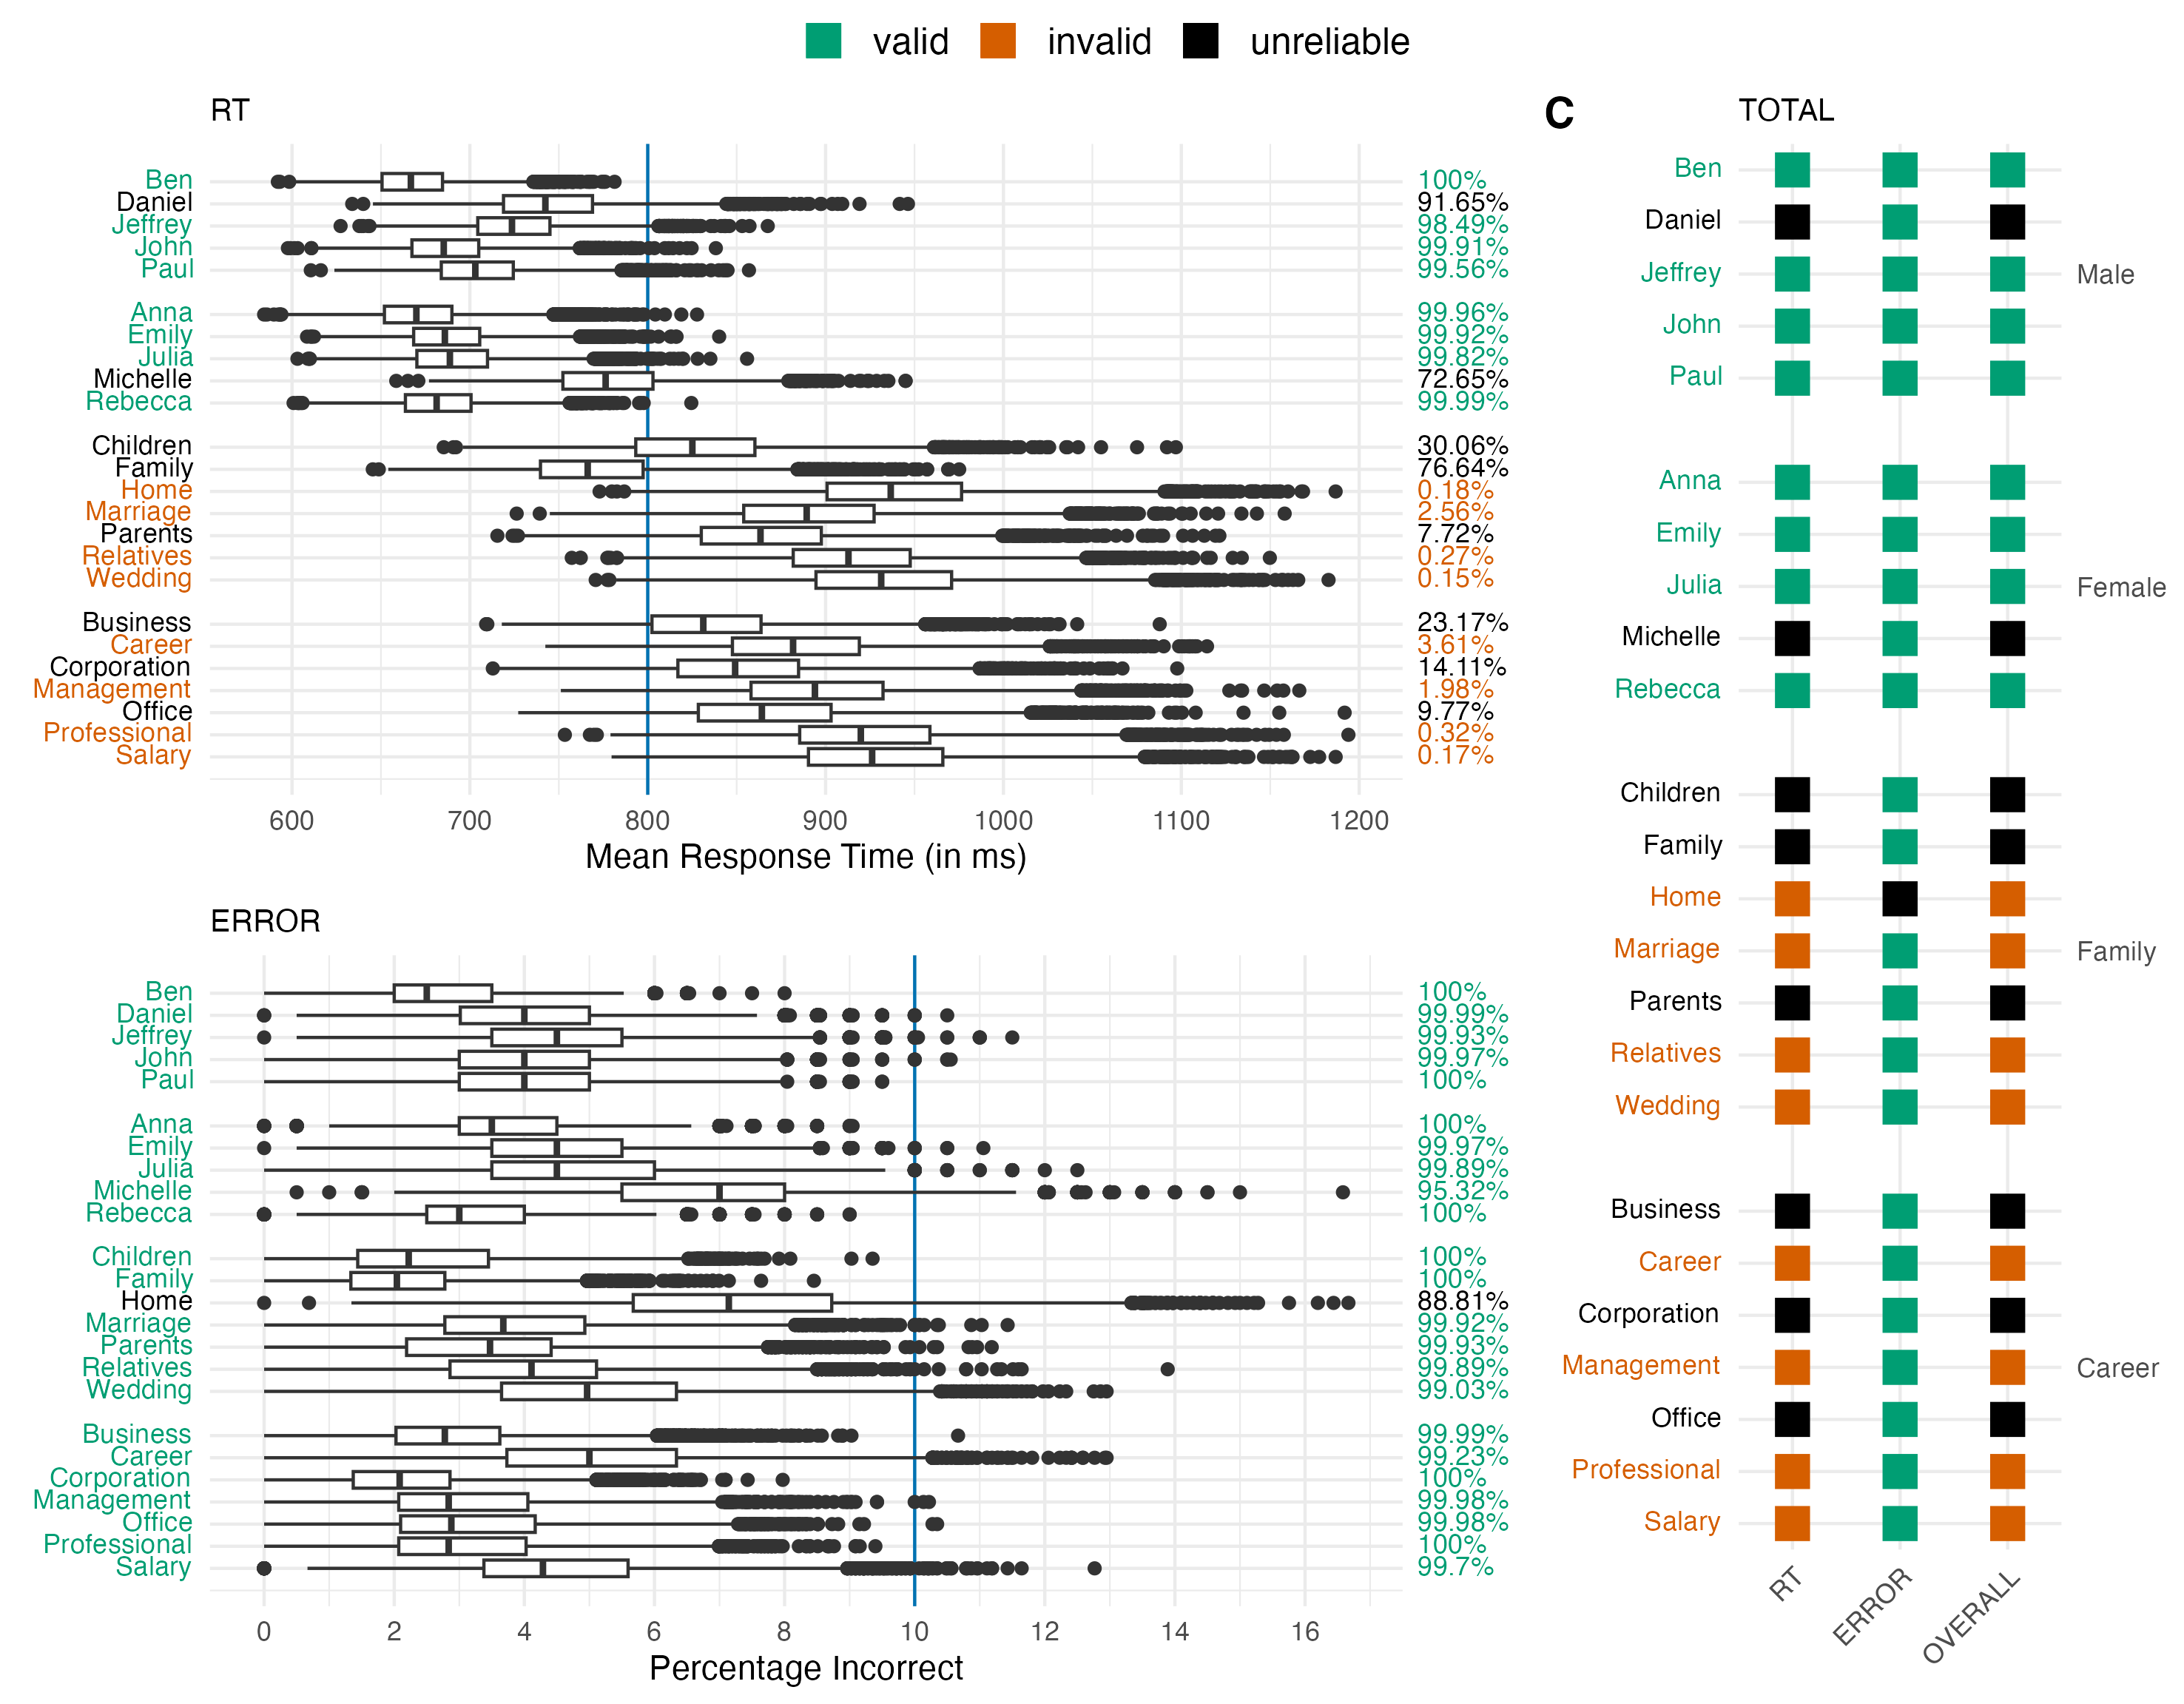 valid invalid unreliable
RT
Ben 100%
Daniel 91.65%
Jeffrey 98.49%
John 99.91%
Paul 99.56%
Anna 99.96%
Emily 99.92%
Julia 99.82%
Michelle 72.65%
Rebecca 99.99%
Children 30.06%
Family 76.64%
Home 0.18%
Marriage 2.56%
Parents 7.72%
Relatives 0.27%
Wedding 0.15%
Business 23.17%
Career 3.61%
Corporation 14.11%
Management 1.98%
Office 9.77%
Professional 0.32%
Salary 0.17%
600 700 800 900 1000 1100 1200
Mean Response Time (in ms)
ERROR
Ben 100%
Daniel 99.99%
Jeffrey 99.93%
John 99.97%
Paul 100%
Anna 100%
Emily 99.97%
Julia 99.89%
Michelle 95.32%
Rebecca 100%
Children 100%
Family 100%
Home 88.81%
Marriage 99.92%
Parents 99.93%
Relatives 99.89%
Wedding 99.03%
Business 99.99%
Career 99.23%
Corporation 100%
Management 99.98%
Office 99.98%
Professional 100%
Salary 99.7%
0 2 4 6 8 10 12 14 16
Percentage Incorrect
C TOTAL
Ben
Daniel
Jeffrey Male
John
Paul
Anna
Emily
Julia Female
Michelle
Rebecca
Children
Family
Home
Marriage Family
Parents
Relatives
Wedding
Business
Career
Corporation
Management Career
Office
Professional
Salary
RT ERROR OVERALL